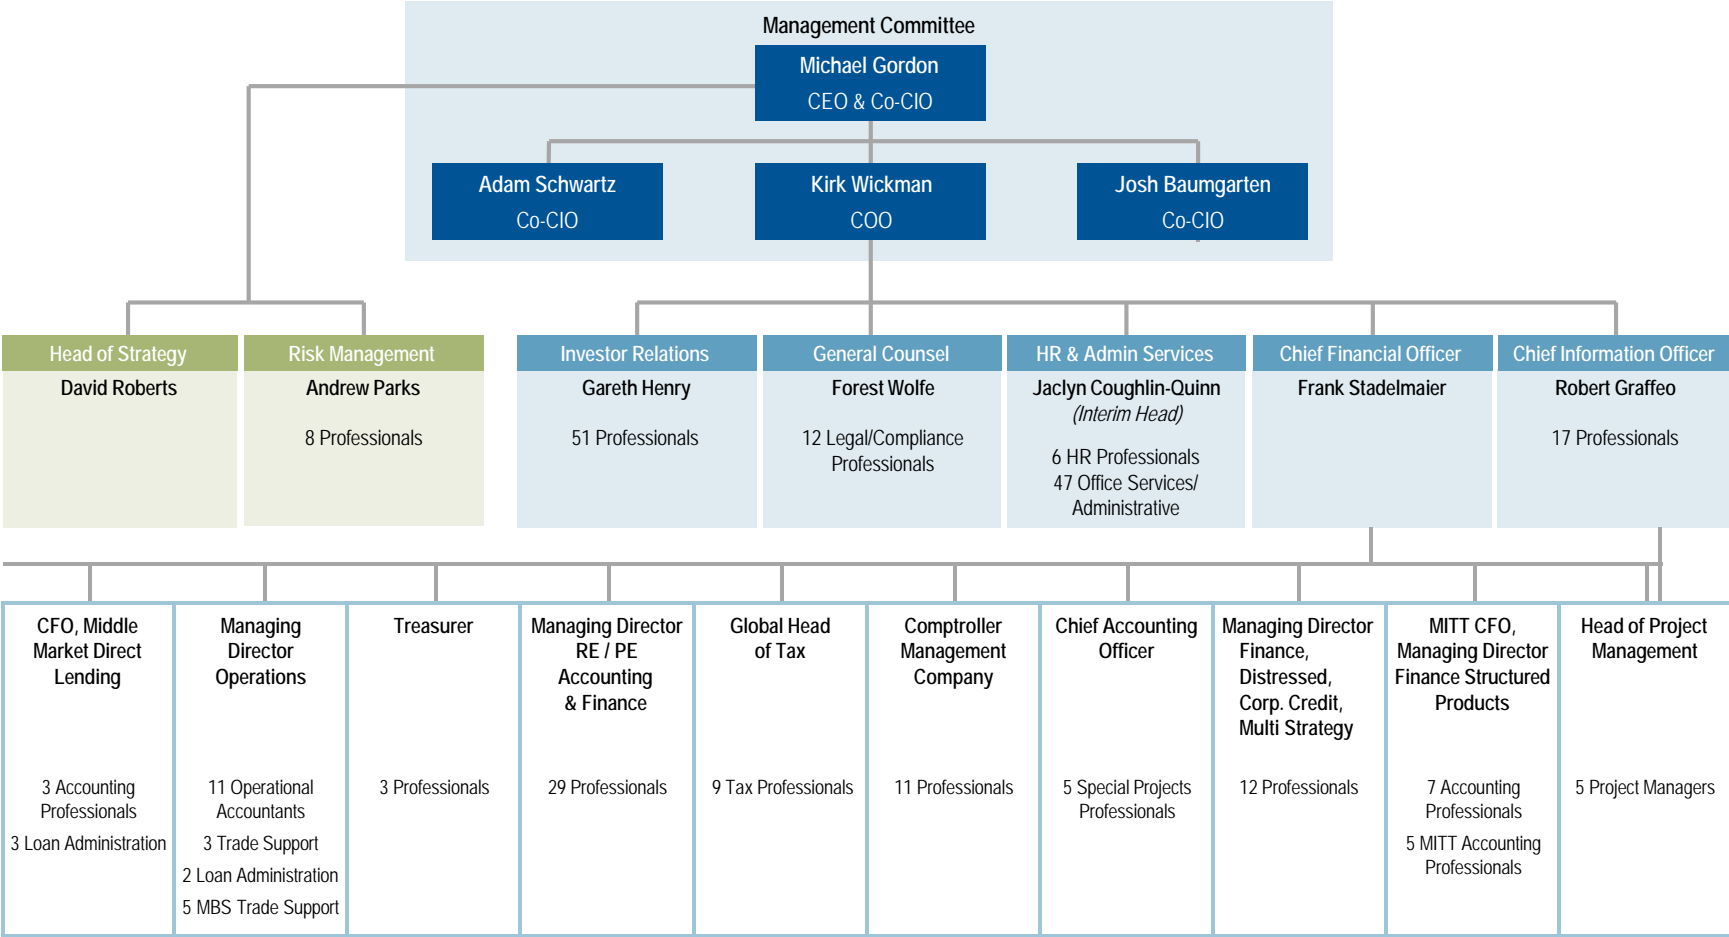 Management Committee
Michael Gordon
CEO & Co-CIO
Adam Schwartz
Co-CIO
Kirk Wickman
COO
Josh Baumgarten
Co-CIO
Head of Strategy
David Roberts
Risk Management
Andrew Parks
8 Professionals
Investor Relations
Gareth Henry
51 Professionals
General Counsel
Forest Wolfe
12 Legal/Compliance
Professionals
HR & Admin Services
Jaclyn Coughlin-Quinn
(Interim Head)
6 HR Professionals
47 Office Services/
Administrative
Chief Financial Officer
Frank Stadelmaier
Chief Information Officer
Robert Graffeo
17 Professionals
CFO, Middle
Market Direct
Lending
3 Accounting
Professionals
3 Loan Administration
Managing
Director
Operations
11 Operational
Accountants
3 Trade Support
2 Loan Administration
5 MBS Trade Support
Treasurer
3 Professionals
Managing Director
RE / PE
Accounting
& Finance
29 Professionals
Global Head
of Tax
9 Tax Professionals
Comptroller
Management
Company
11 Professionals
Chief Accounting
Officer
5 Special Projects
Professionals
Managing Director
Finance,
Distressed,
Corp. Credit,
Multi Strategy
12 Professionals
MITT CFO,
Managing Director
Finance Structured
Products
7 Accounting
Professionals
5 MITT Accounting
Professionals
Head of Project
Management
5 Project Managers